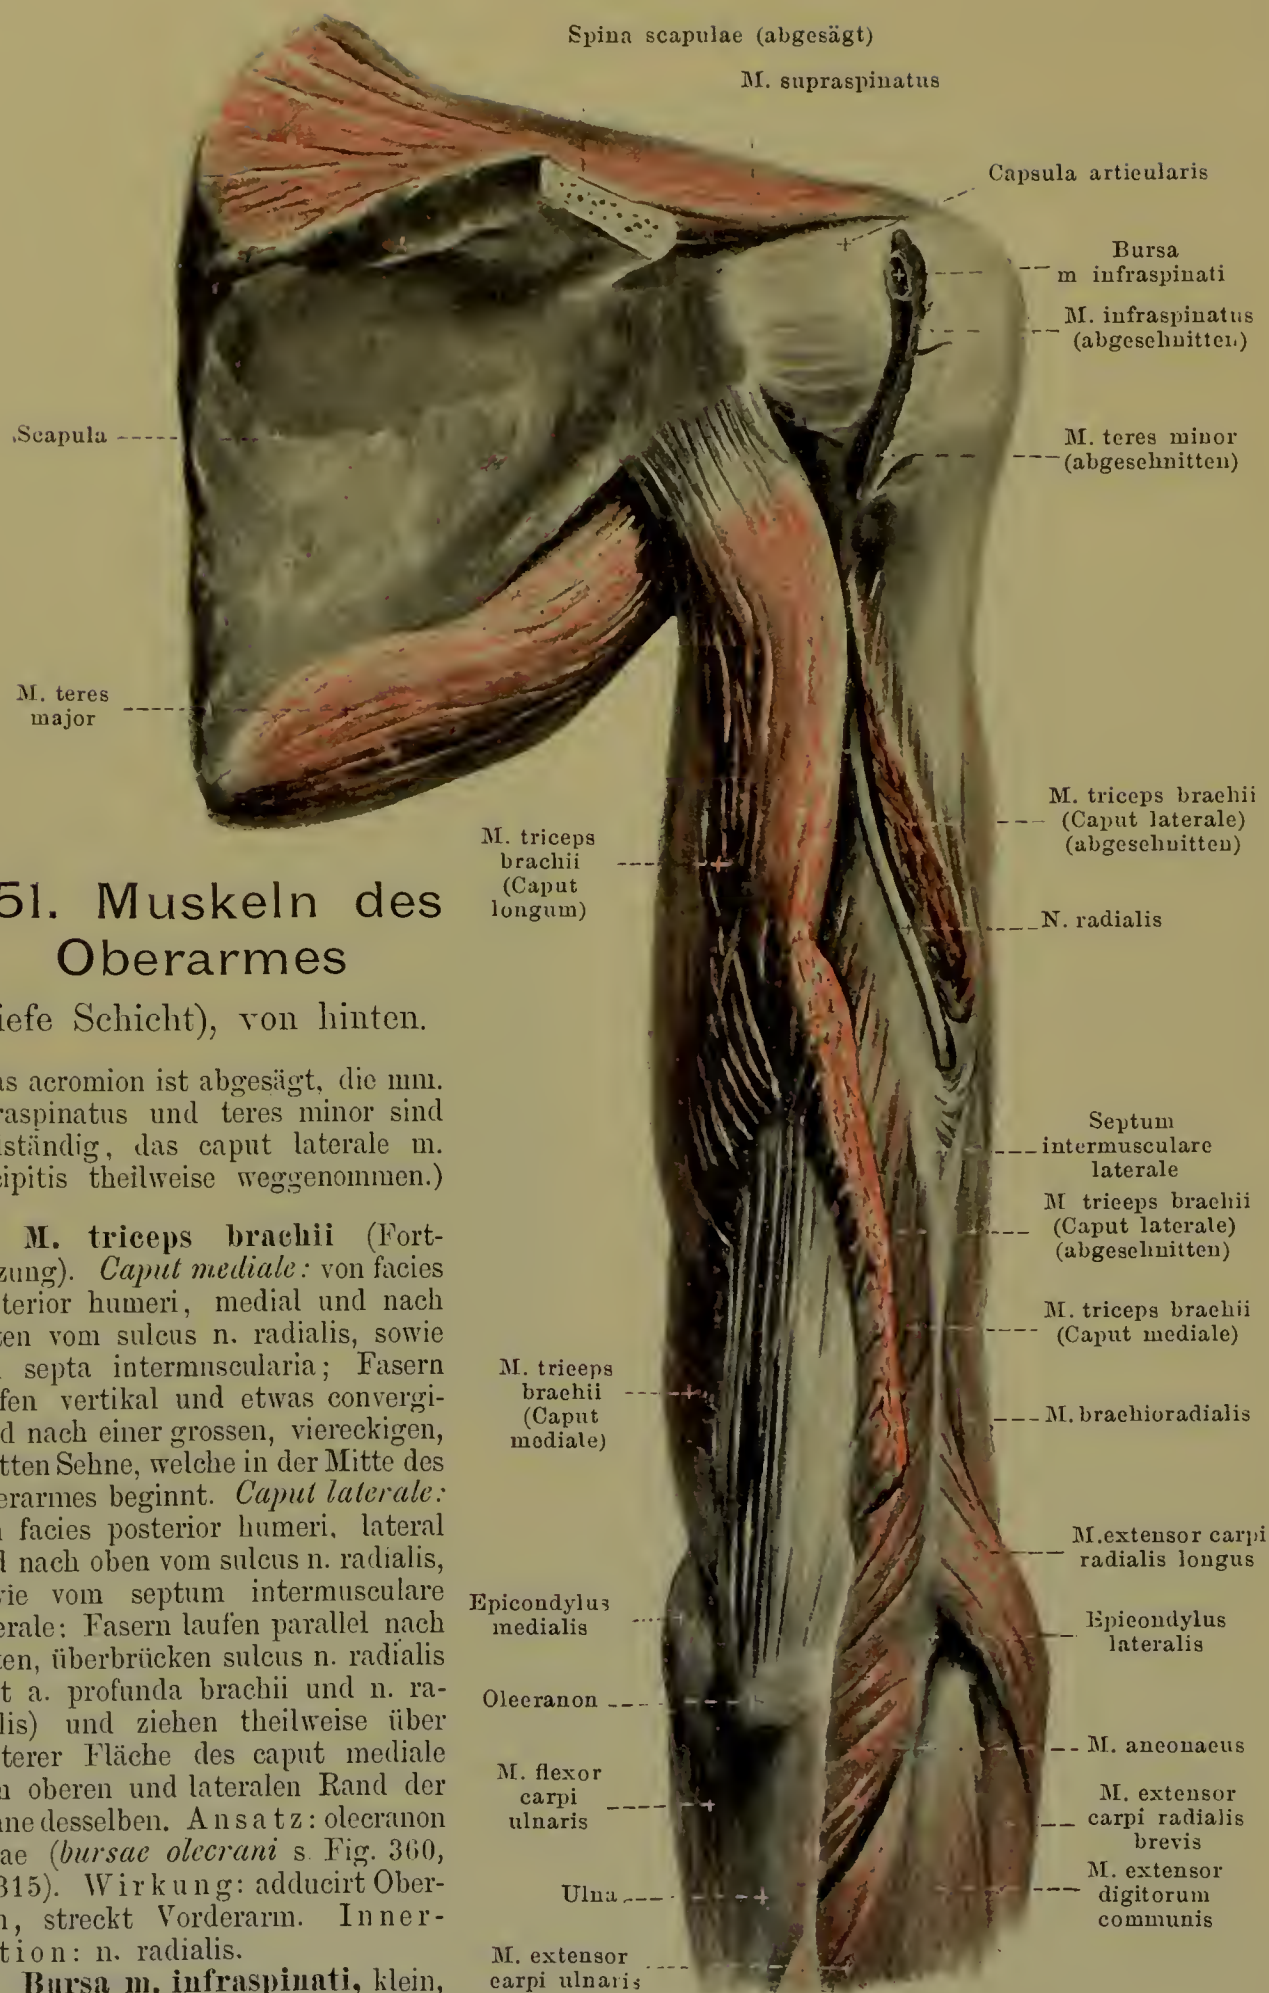 Spina scapulae (abgesägt)
M. supraspinatus
Capsula articularis
Bursa
m infraspinati
M. infraspinatus
(abgeschnitten)
Scapula
M. teres minor
(abgeschnitten)
M. teres
major
M. triceps brachii
(Caput laterale)
(abgeschnitten)
M. triceps
brachii
(Caput
longum)
N. radialis
51. Muskeln des
Oberarmes
iefe Schicht), von hinten.
as acromion ist abgesägt, die mm.
raspinatus und teres minor sind
lständig, das caput laterale m.
cipitis theilweise weggenommen.)
M. triceps brachii (Fort-
zung). Caput mediale: von facies
terior humeri, medial und nach
ten vom sulcus n. radialis, sowie
septa intermuscularia; Fasern
fen vertikal und etwas convergi-
d nach einer grossen, viereckigen,
tten Sehne, welche in der Mitte des
erarmes beginnt. Caput laterale:
facies posterior humeri, lateral
d nach oben vom sulcus n. radialis,
vie vom septum intermusculare
erale; Fasern laufen parallel nach
ten, überbrücken sulcus n. radialis
t a. profunda brachii und n. ra-
lis) und ziehen theilweise über
terer Fläche des caput mediale
n oberen und lateralen Rand der
ne desselben. Ansatz: olecranon
ae (bursae olecrani s. Fig. 360,
315). Wirkung: adducirt Ober-
n, streckt Vorderarm. Inner-
tion: n. radialis.
Bursa m. infraspinati, klein,
Septum
intermusculare
laterale
M triceps brachii
(Caput laterale)
(abgeschnitten)
M. triceps brachii
(Caput mediale)
M. triceps
brachii
(Caput
mediale)
M. brachioradialis
M. extensor carpi
radialis longus
Epicondylus
medialis
Epicondylus
lateralis
Olecranon
M. anconaeus
M. flexor
carpi
ulnaris
M. extensor
carpi radialis
brevis
Ulna
M. extensor
digitorum
communis
M. extensor
carpi ulnaris